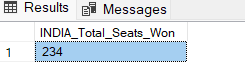 Results Messages
INDIA_Total_Seats_Won
1 234